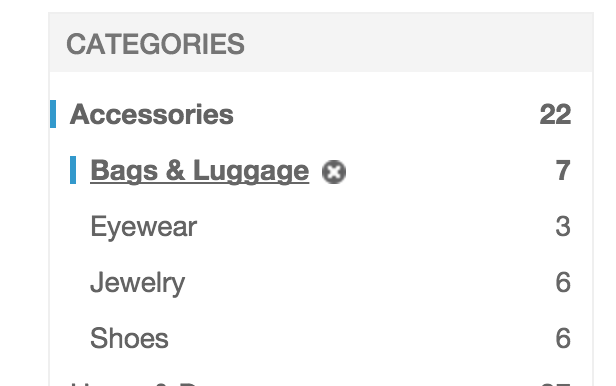 CATEGORIES
Accessories 22
Bags & Luggage 7
Eyewear 3
Jewelry 6
Shoes 6